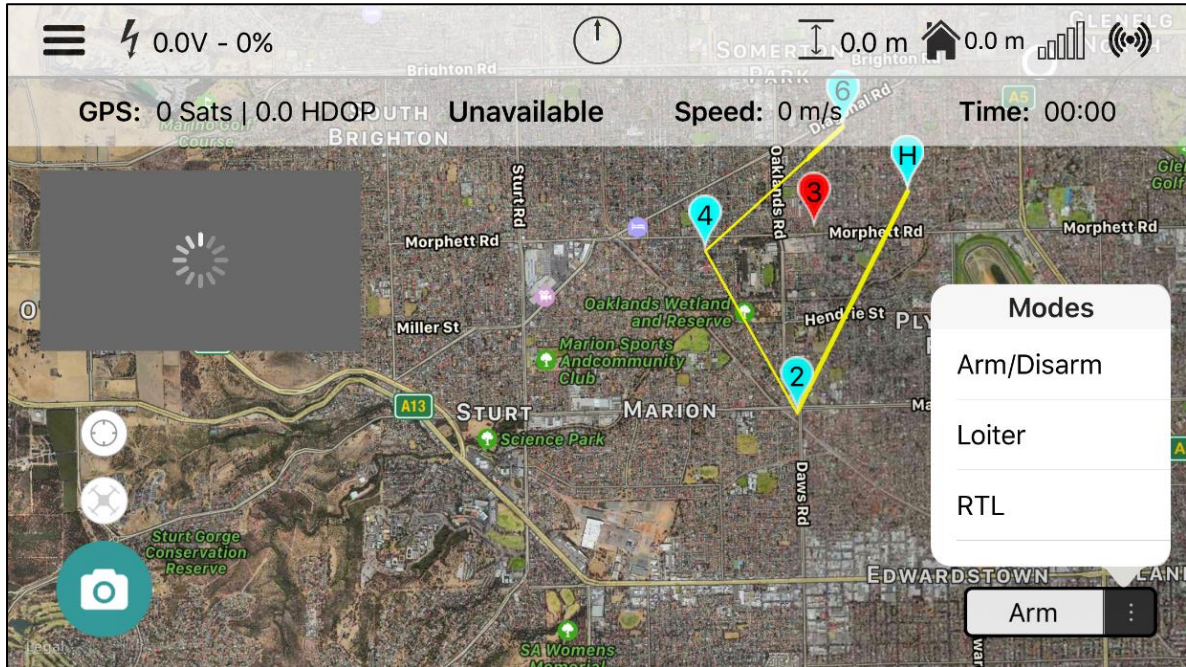 0.0V - 0%
0.0 m
0.0 m
GLENELG
NORTH
SOMERTON
PARK
Brighton Rd
Brighton Rd
GPS: 0 Sats | 0.0 HDOP
Unavailable
Speed: 0 m/s
Time: 00:00
Marino Golf
Course
SOUTH
BRIGHTON
6
Diagonal Rd
A5
H
3
4
Sturt Rd
Oaklands Rd
Morphett Rd
Morphett Rd
Morphett Rd
Oaklands Wetland
and Reserve
Hendrie St
Miller St
Marion Sports
Andcommunity
Club
2
A13
STURT
MARION
Science Park
Daws Rd
Sturt Gorge
Conservation
Reserve
EDWARDSTOWN
SA Womens
Memorial
Legal
Modes
Arm/Disarm
Loiter
RTL
Arm